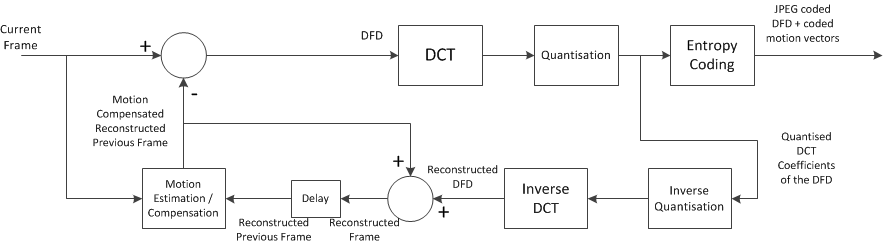 Current
Frame
+
DFD
DCT
Quantisation
Entropy
Coding
JPEG coded
DFD + coded
motion vectors
-
Motion
Compensated
Reconstructed
Previous Frame
Quantised
DCT
Coefficients
of the DFD
+
Reconstructed
DFD
+
Motion
Estimation /
Compensation
Delay
Inverse
DCT
Inverse
Quantisation
Reconstructed
Previous Frame
Reconstructed
Frame